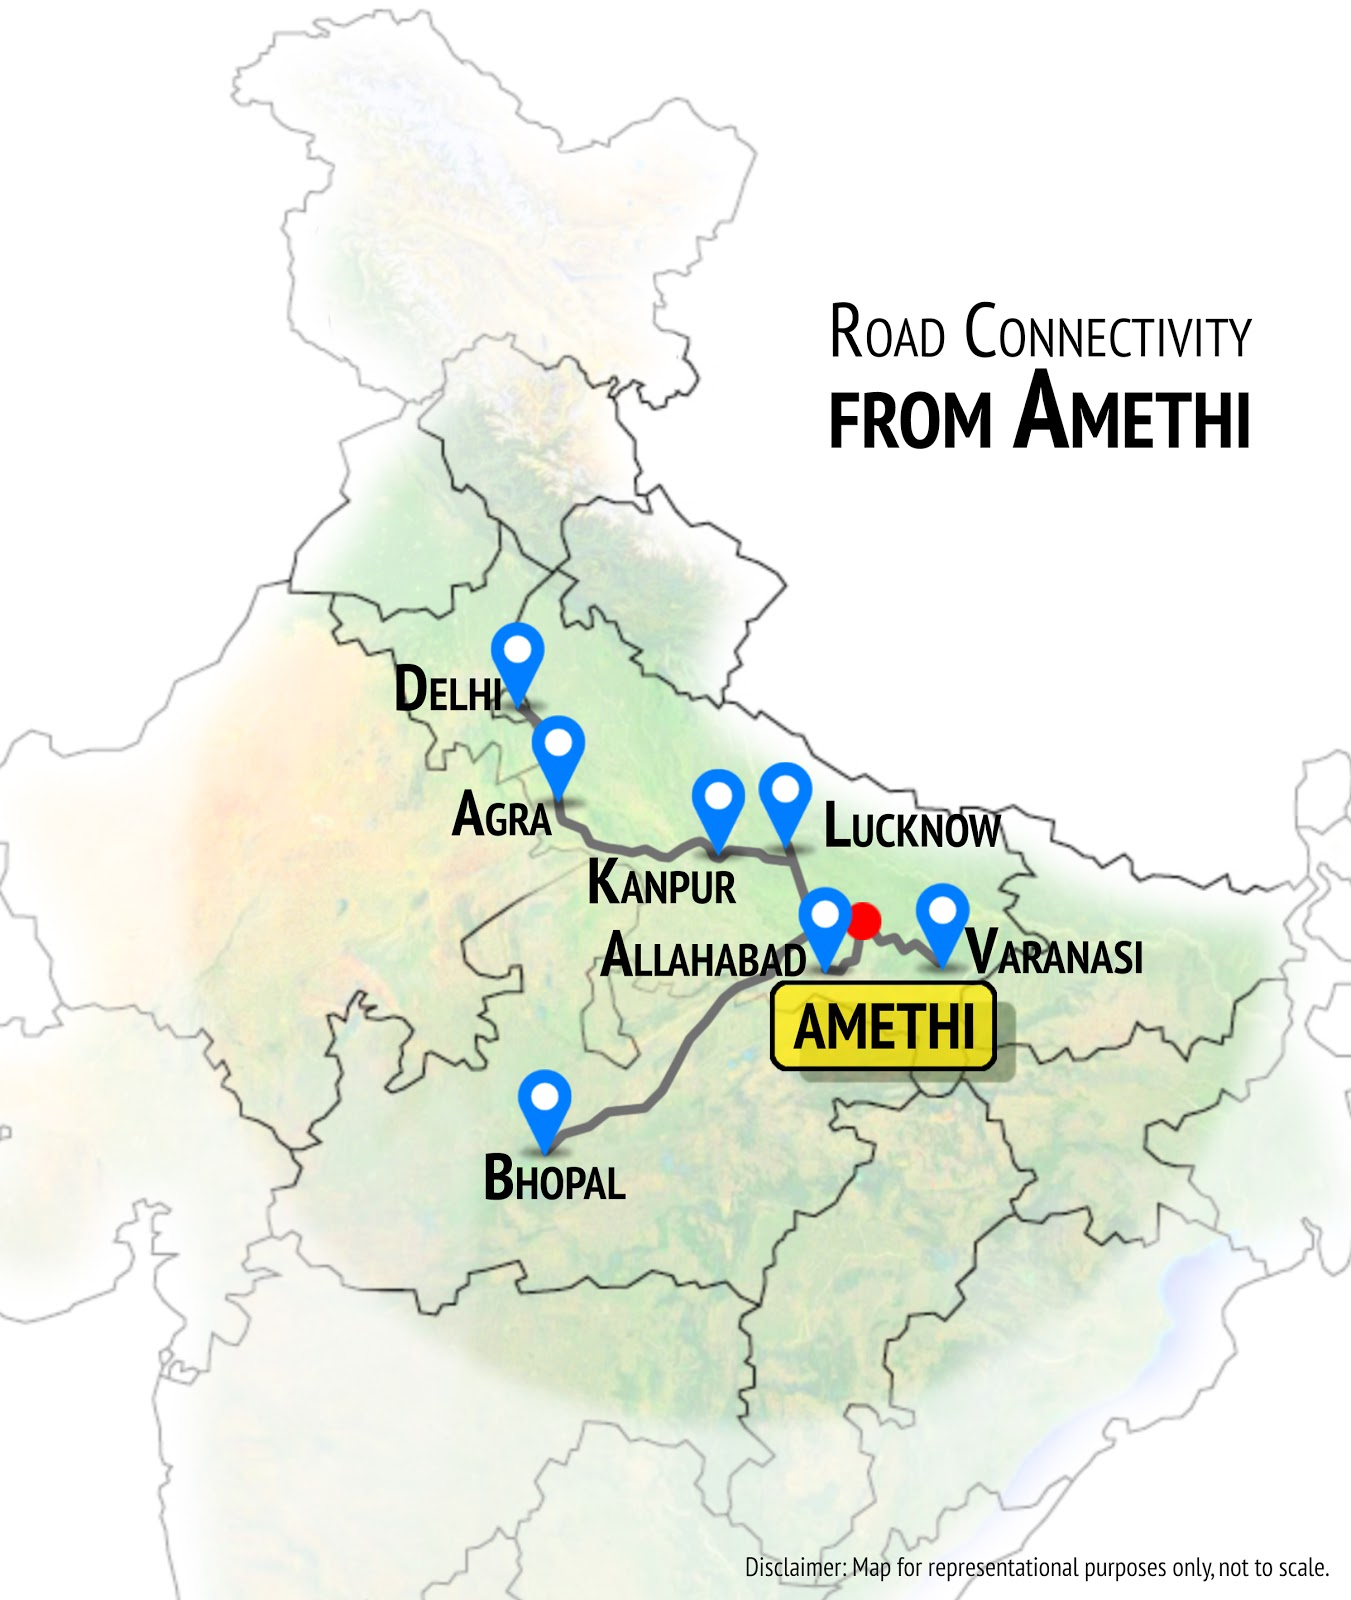 Road Connectivity
from Amethi
Delhi
Agra
Lucknow
Kanpur
Allahabad
Varanasi
AMETHI
Bhopal
Disclaimer: Map for representational purposes only, not to scale.